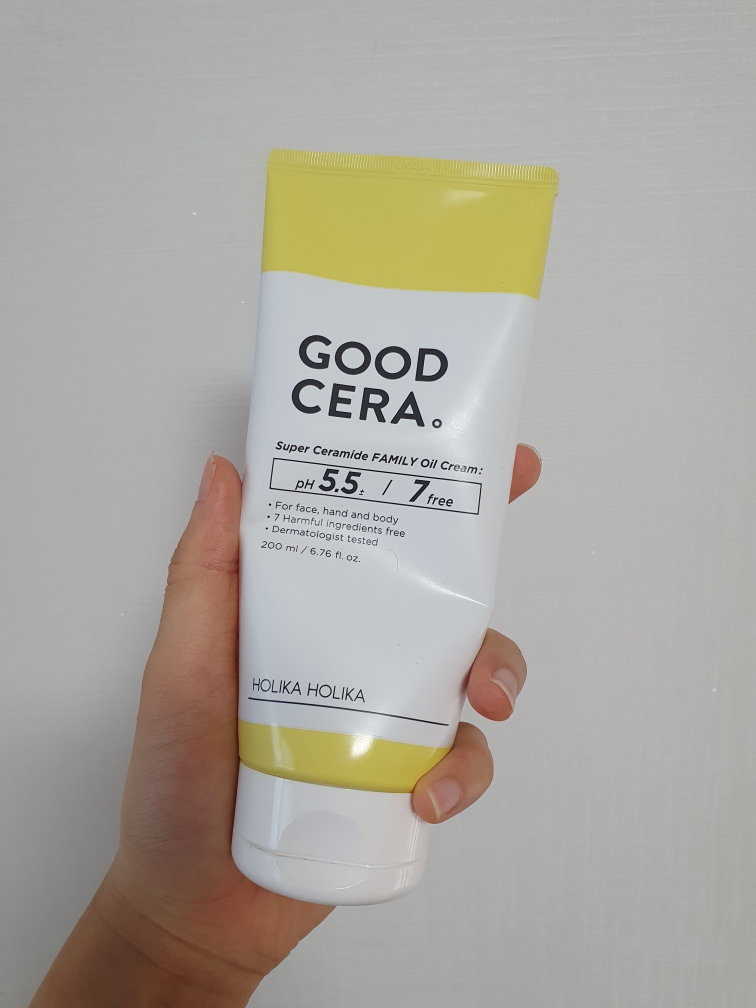 GOOD
CERA.
Super Ceramide FAMILY Oil Cream:
pH 5.5± / 7 free
• For face, hand and body
• 7 Harmful ingredients free
• Dermatologist tested
200 ml / 6.76 fl. oz.
HOLIKA HOLIKA